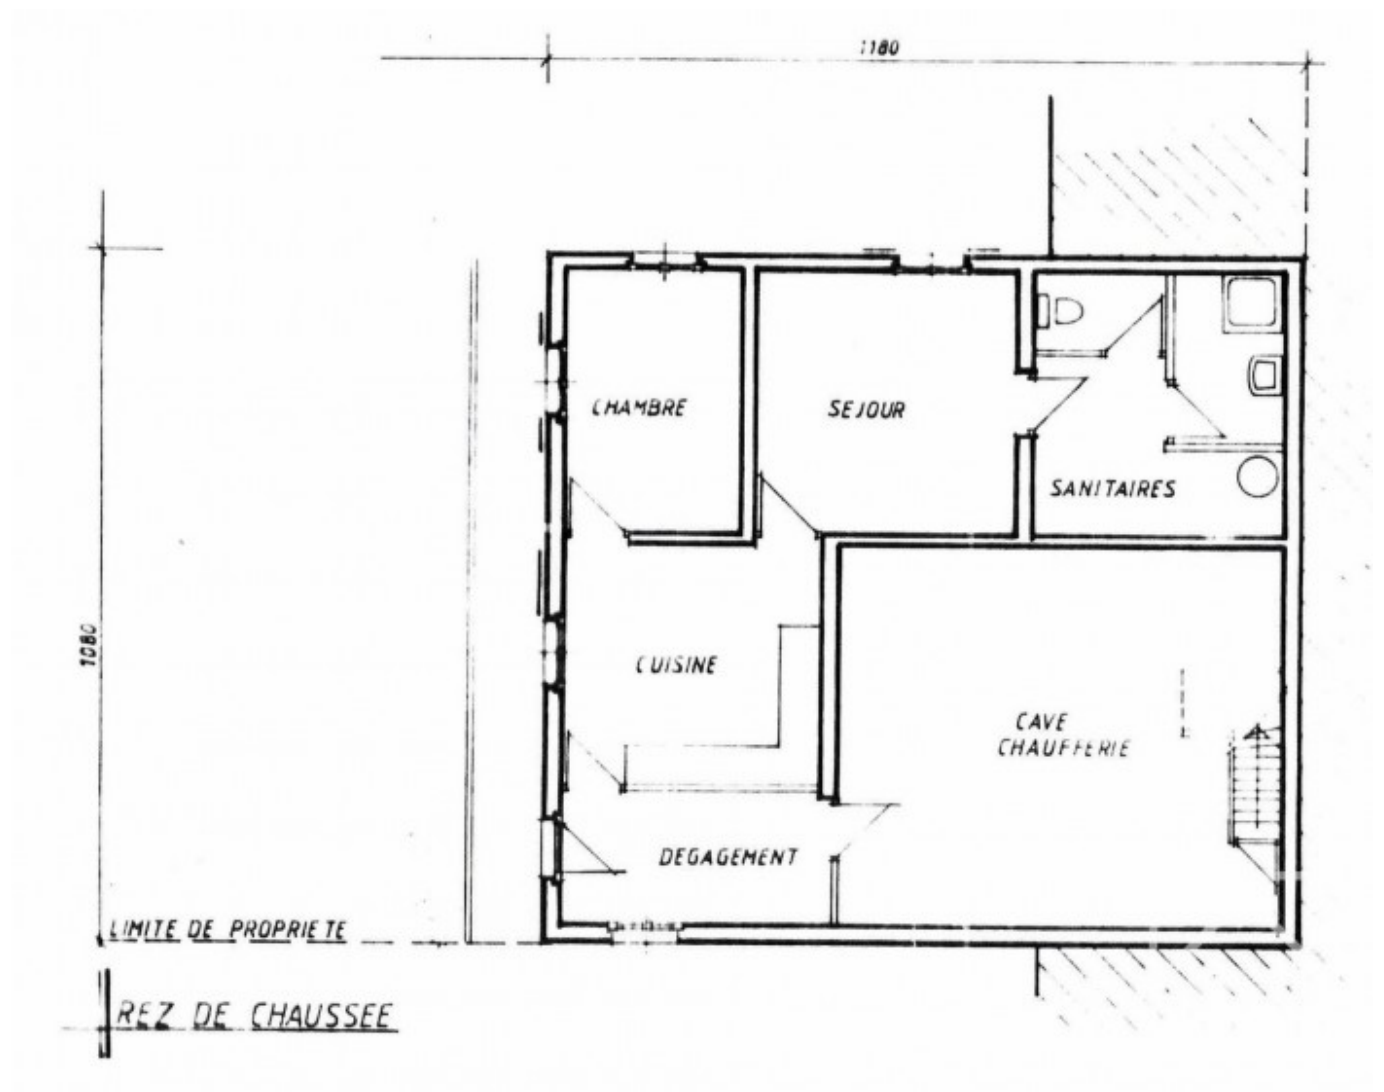 1180
CHAMBRE
SEJOUR
SANITAIRES
1080
CUISINE
CAVE
CHAUFFERIE
DEGAGEMENT
LIMITE DE PROPRIETE
REZ DE CHAUSSEE